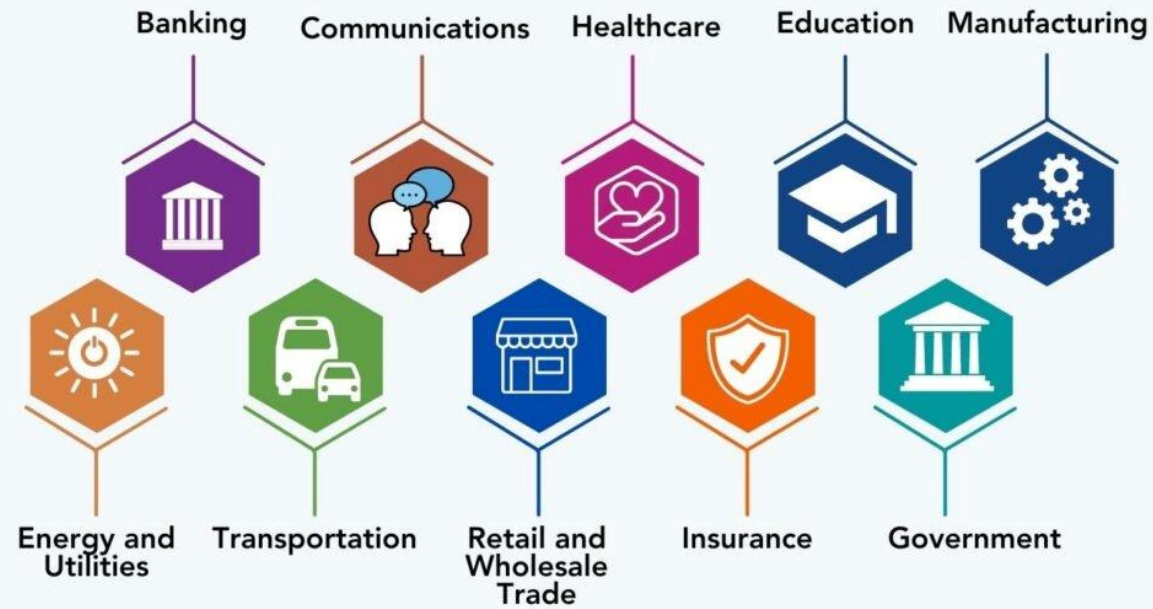 Banking
Communications
Healthcare
Education
Manufacturing
Energy and
Utilities
Transportation
Retail and
Wholesale
Trade
Insurance
Government